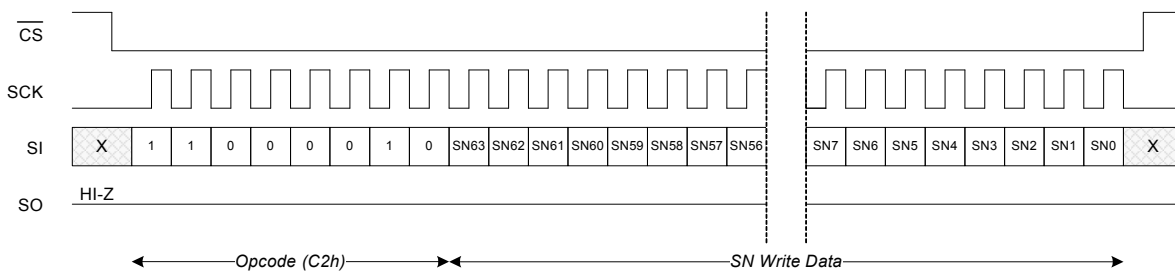 CS
SCK
SI X 1 1 0 0 0 0 1 0 SN63 SN62 SN61 SN60 SN59 SN58 SN57 SN56 SN7 SN6 SN5 SN4 SN3 SN2 SN1 SN0 X
HI-Z
SO
Opcode (C2h) SN Write Data